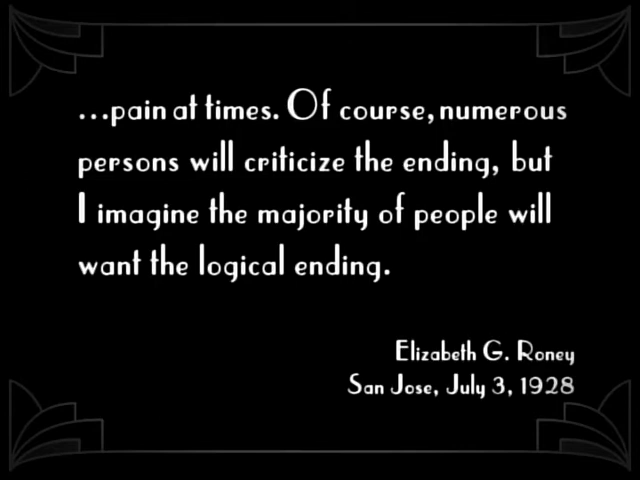 ...pain at times. Of course, numerous
persons will criticize the ending, but
I imagine the majority of people will
want the logical ending.
Elizabeth G. Roney
San Jose, July 3, 1928